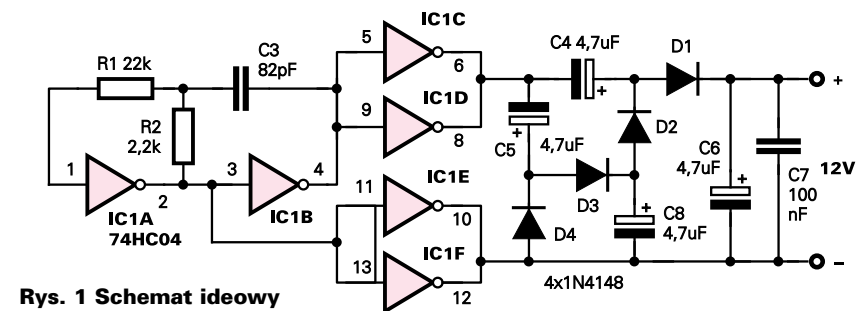 IC1C
C3
82pF
R1 22k
5
6
C4 4,7uF
D1
+
+
R2
2,2k
9
IC1D
8
C5
+
4,7uF
D2
C6
4,7uF
+
C7
100
nF
12V
1
2
3
4
IC1A
74HC04
IC1B
11
IC1E
10
D3
+
C8
4,7uF
D4
13
IC1F
12
4x1N4148
–
Rys. 1 Schemat ideowy